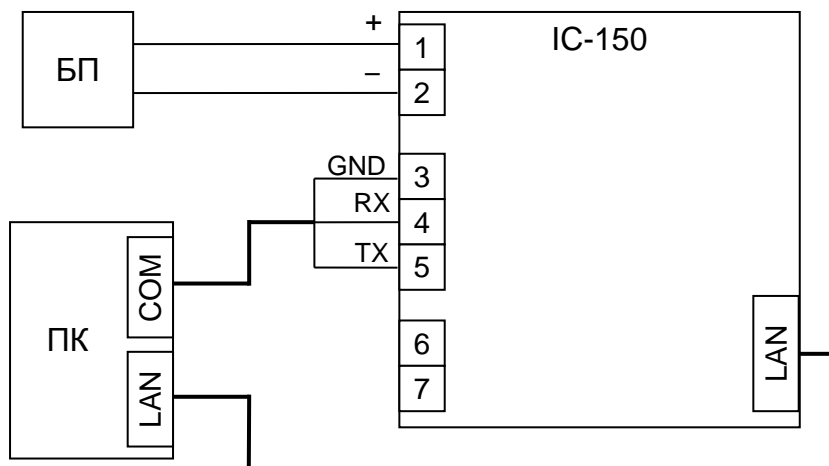 БП
+
–
1
2
IC-150
GND
RX
TX
3
4
5
6
7
ПК
COM
LAN
LAN